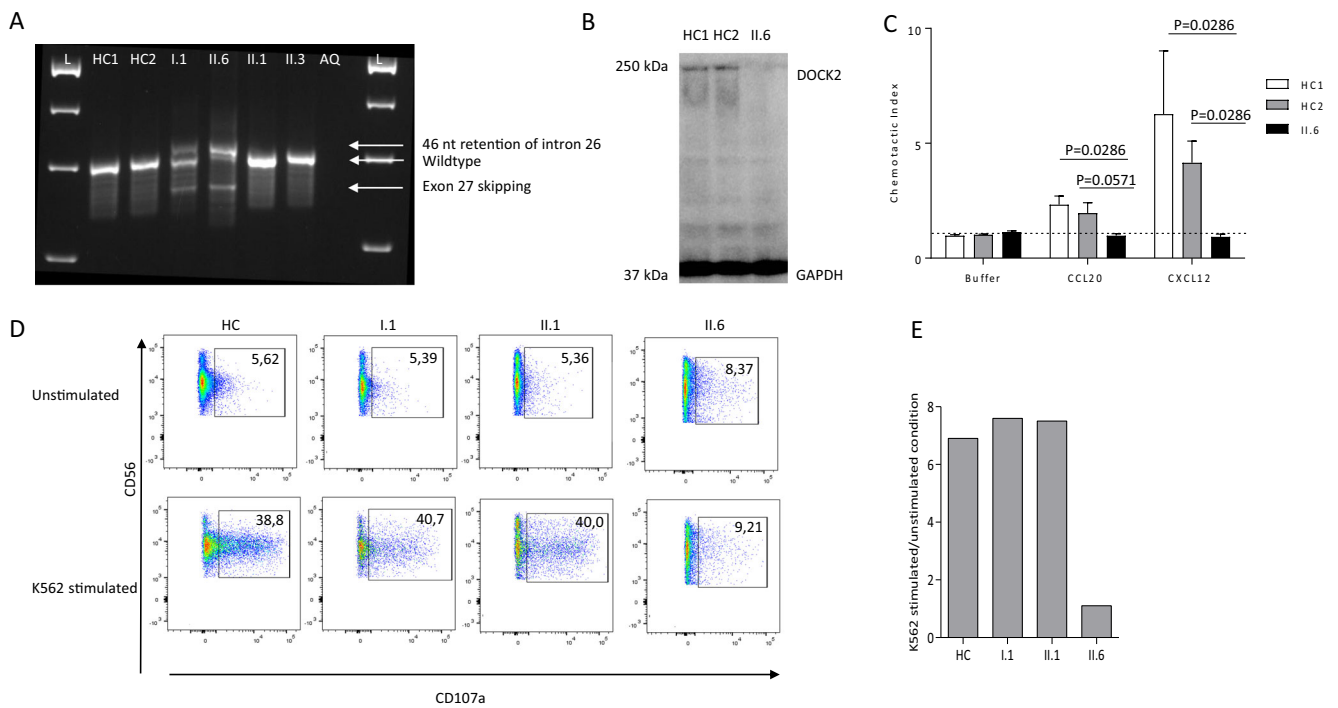 A
L HC1 HC2 I.1 II.6 II.1 II.3 AQ L
46 nt retention of intron 26
Wildtype
Exon 27 skipping
B
HC1 HC2 II.6
250 kDa
DOCK2
37 kDa
GAPDH
C
Chemotactic Index
10
5
0
P=0.0286
P=0.0286
P=0.0286
P=0.0571
Buffer CCL20 CXCL12
HC1
HC2
II.6
D
HC I.1 II.1 II.6
Unstimulated
5,62 5,39 5,36 8,37
K562 stimulated
38,8 40,7 40,0 9,21
CD56
CD107a
E
K562 stimulated/unstimulated condition
8
6
4
2
0
HC I.1 II.1 II.6